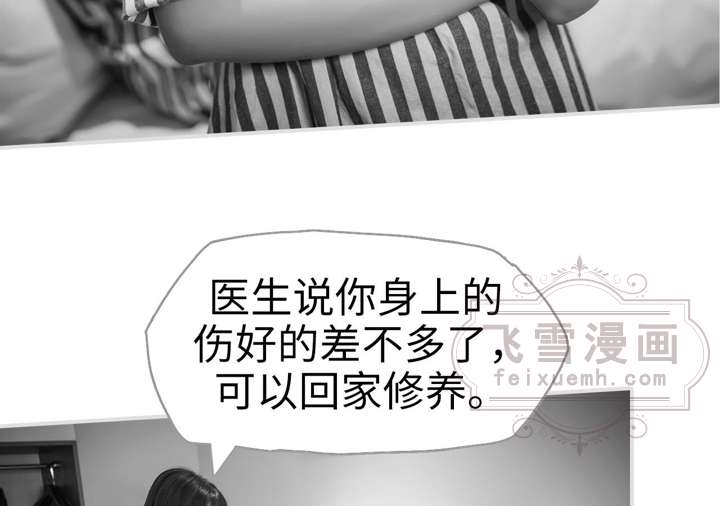 医生说你身上的
伤好的差不多了，
可以回家修养。
飞雪漫画
feixuemh.com